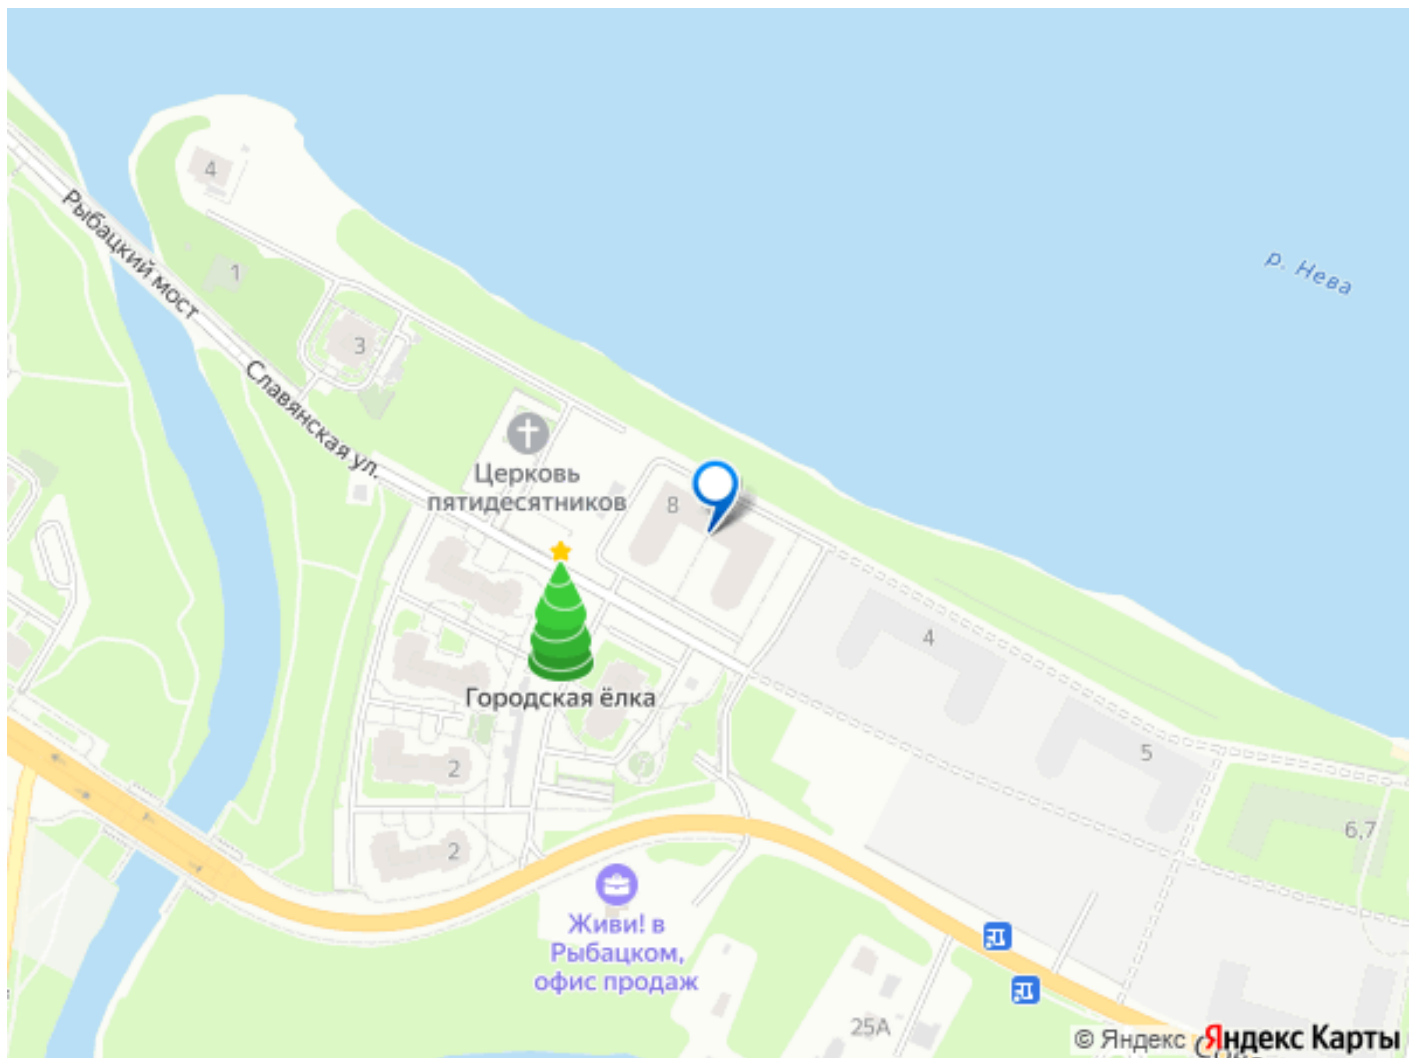 4
р. Нева
1
Рыбацкий мост
3
Славянская ул.
Церковь
пятидесятников
8
4
Городская ёлка
5
2
6,7
2
Живи! в
Рыбацком,
офис продаж
25А
© Яндекс Яндекс Карты